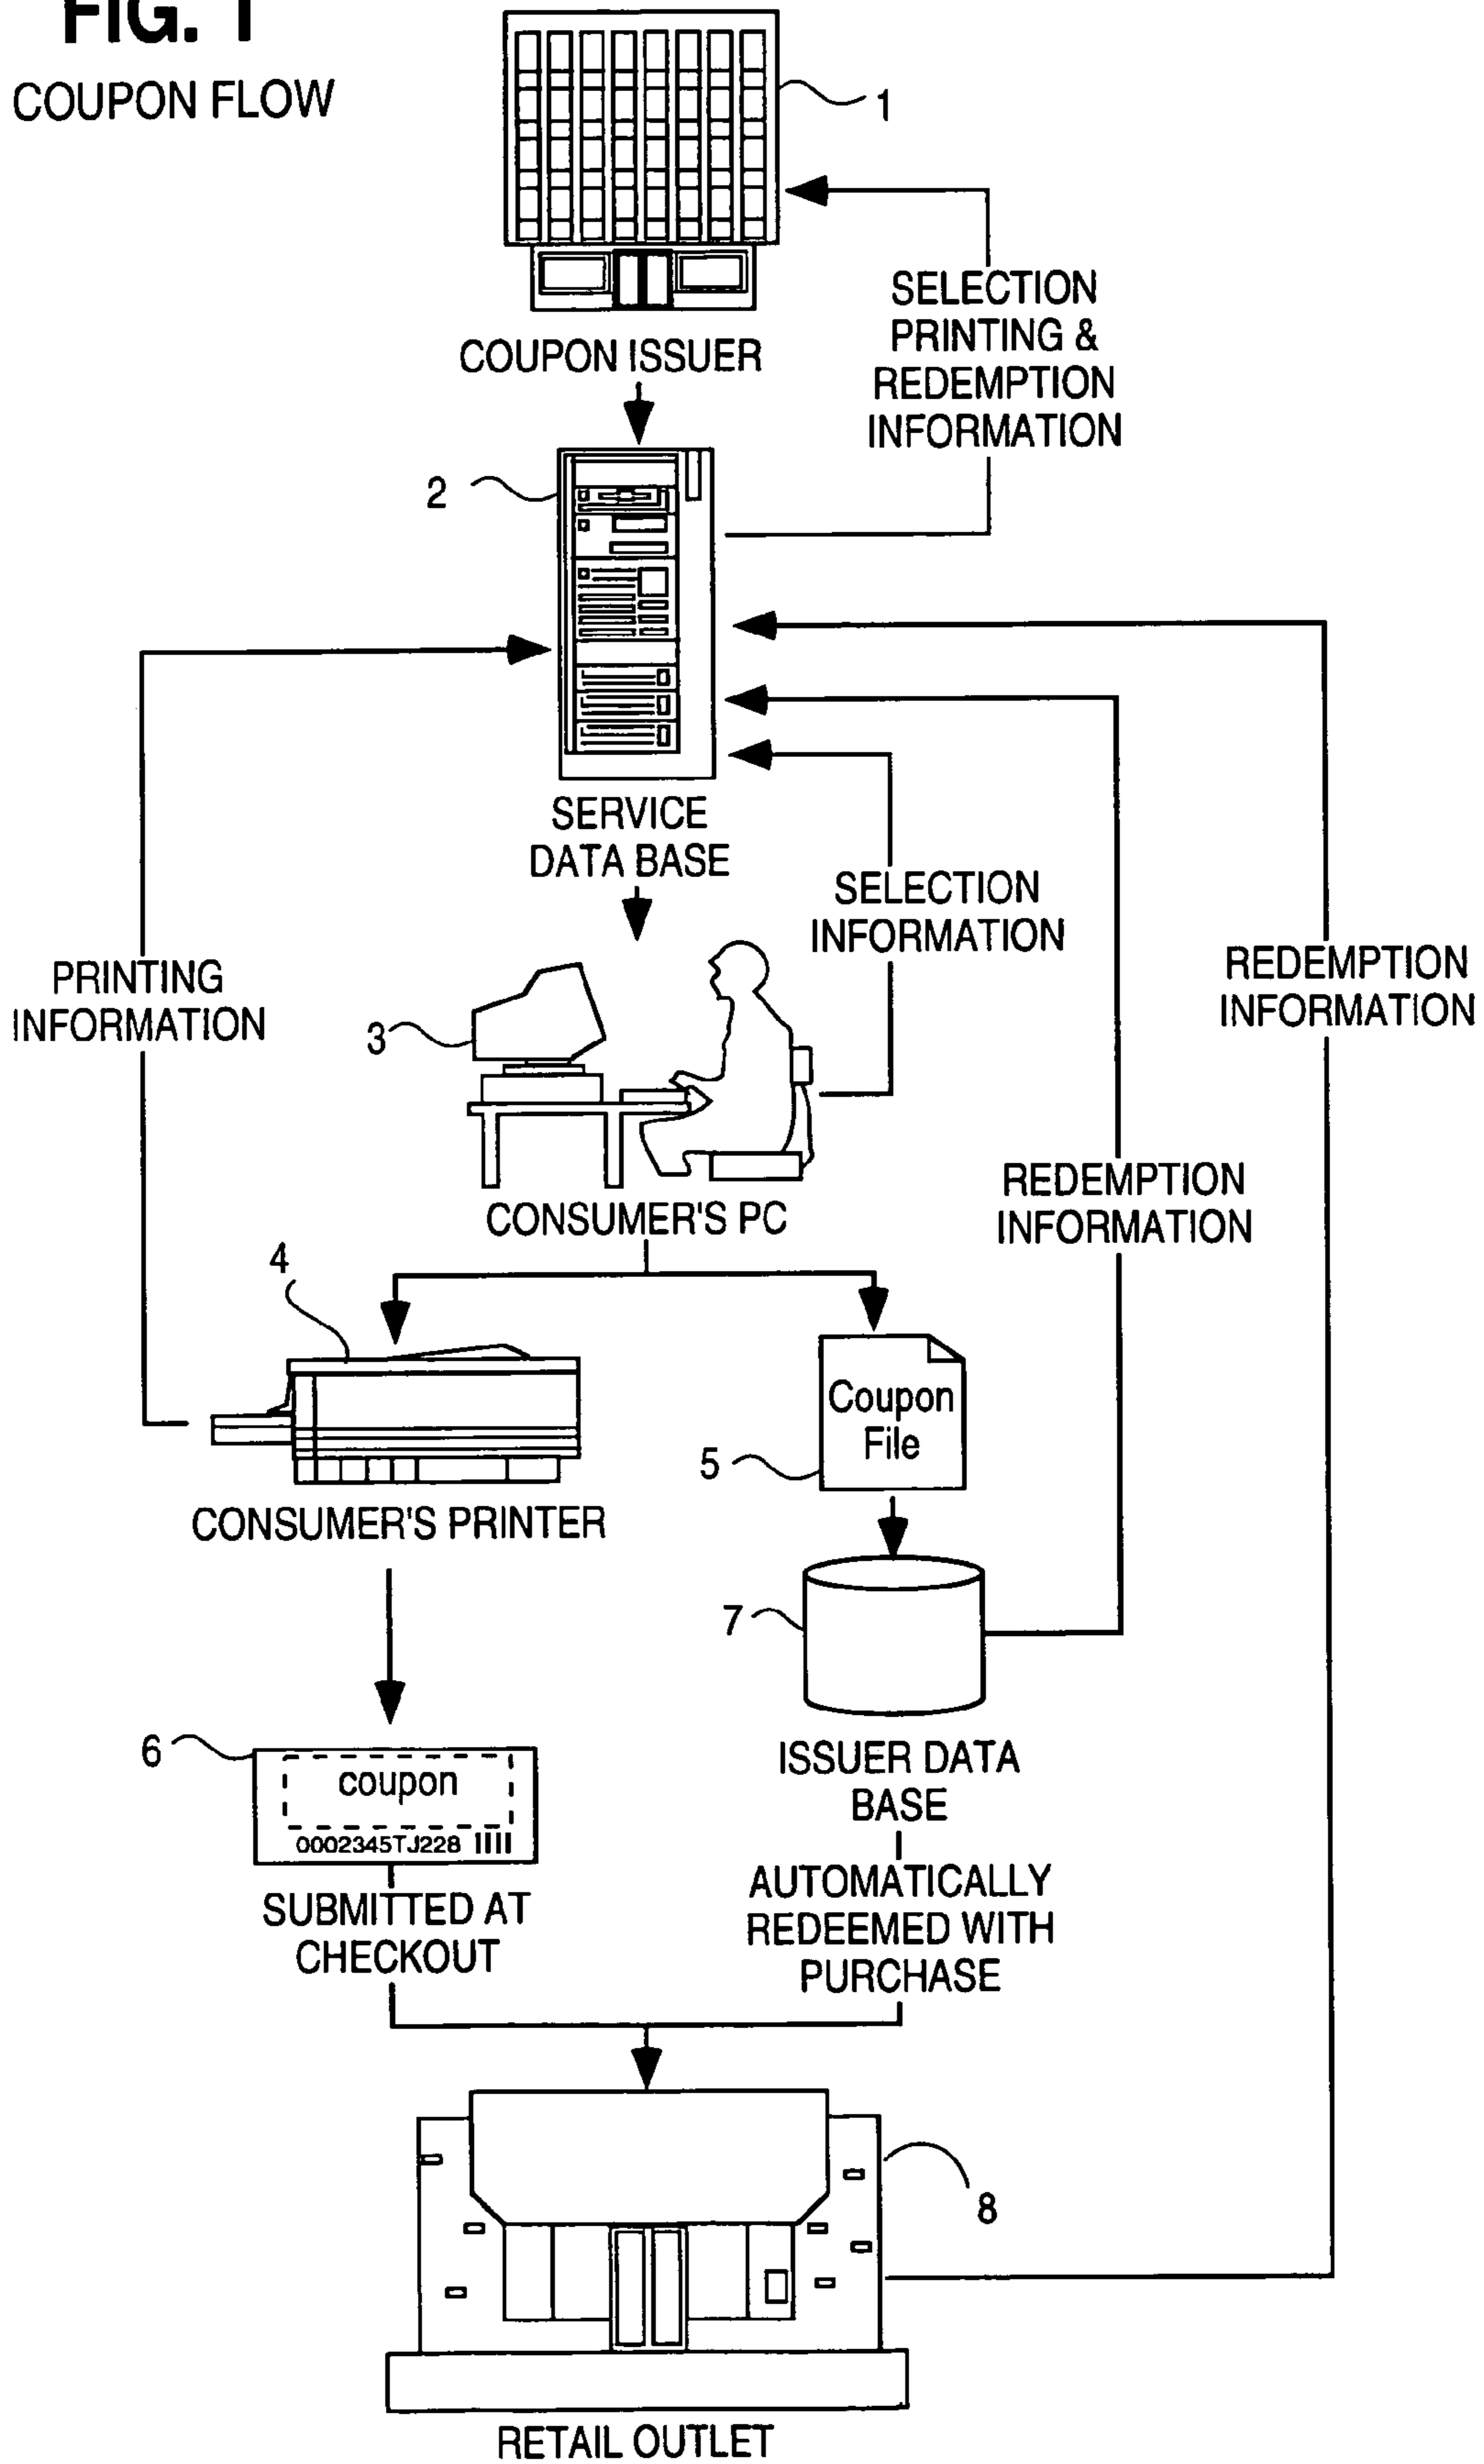 FIG. 1
COUPON FLOW
1
SELECTION
PRINTING &
REDEMPTION
INFORMATION
COUPON ISSUER
2
SERVICE
DATA BASE
SELECTION
INFORMATION
PRINTING
INFORMATION
REDEMPTION
INFORMATION
3
REDEMPTION
INFORMATION
CONSUMER'S PC
4
Coupon
File
5
CONSUMER'S PRINTER
7
6
coupon
0002345TJ228
ISSUER DATA
BASE
SUBMITTED AT
CHECKOUT
AUTOMATICALLY
REDEEMED WITH
PURCHASE
8
RETAIL OUTLET